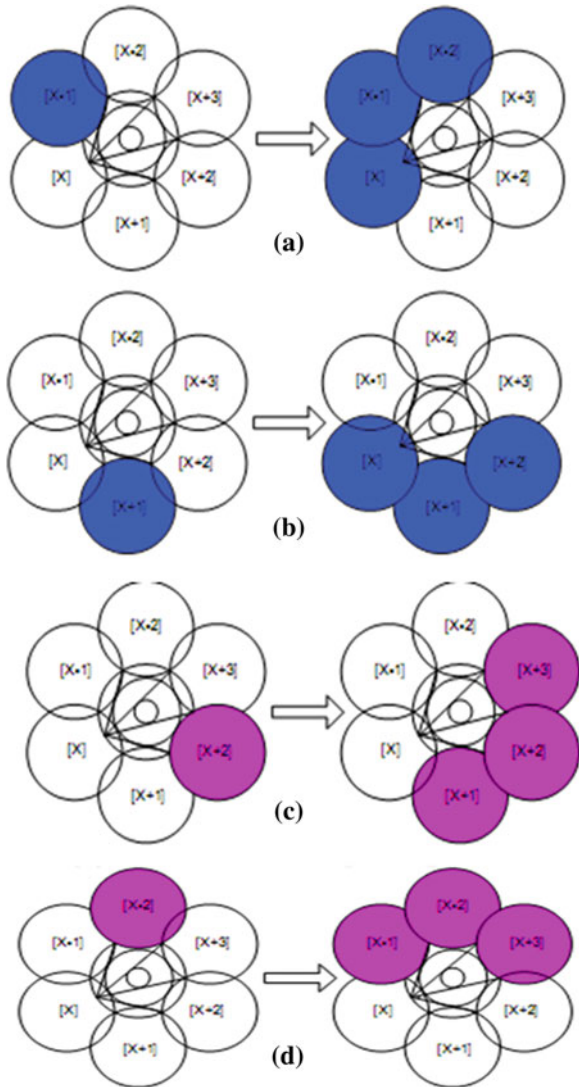 [X•2] [X•2]
[X•1] [X+3] [X•1] [X+3]
[X] [X+2] [X] [X+2]
[X+1] [X+1]
(a)
[X•2] [X•2]
[X•1] [X+3] [X•1] [X+3]
[X] [X+2] [X] [X+2]
[X+1] [X+1]
(b)
[X•2] [X•2]
[X•1] [X+3] [X•1] [X+3]
[X] [X+2] [X] [X+2]
[X+1] [X+1]
(c)
[X•2] [X•2]
[X•1] [X+3] [X•1] [X+3]
[X] [X+2] [X] [X+2]
[X+1] [X+1]
(d)